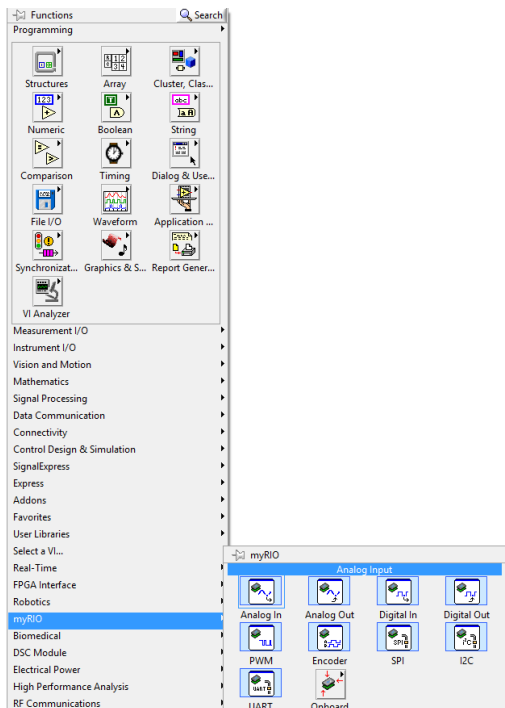 Functions
Search
Programming
Structures
Array
Cluster, Clas...
Numeric
Boolean
String
Comparison
Timing
Dialog & Use...
File I/O
Waveform
Application ...
Synchronizat...
Graphics & S...
Report Gener...
VI Analyzer
Measurement I/O
Instrument I/O
Vision and Motion
Mathematics
Signal Processing
Data Communication
Connectivity
Control Design & Simulation
SignalExpress
Express
Addons
Favorites
User Libraries
Select a VI...
Real-Time
FPGA Interface
Robotics
myRIO
Biomedical
DSC Module
Electrical Power
High Performance Analysis
RF Communications
myRIO
Analog Input
Analog In
Analog Out
Digital In
Digital Out
PWM
Encoder
SPI
I2C
UART
Onboard